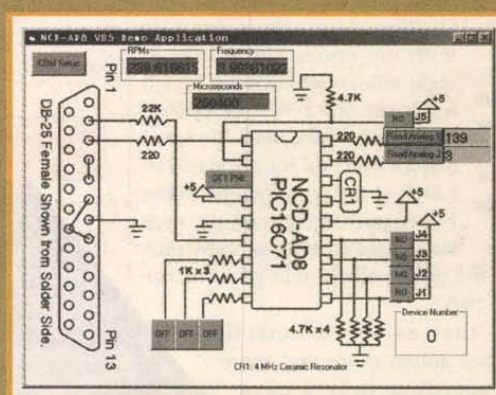 NCD-AD8 VB5 Demo Application
COM Setup
RPMs
Frequency
Microseconds
Pin 1
DB-25 Female Shown from Solder Side.
Pin 13
22K
220
4.7K
+5
NO J5
220 Read Analog 1 139
220 Read Analog 2 3
+5
NCD-AD8
PIC16C71
CR1
+5
+5
NO J4
NO J3
NO J2
NO J1
1K x 3
OFF OFF OFF
4.7K x 4
Device Number
0
CR1: 4 MHz Ceramic Resonator